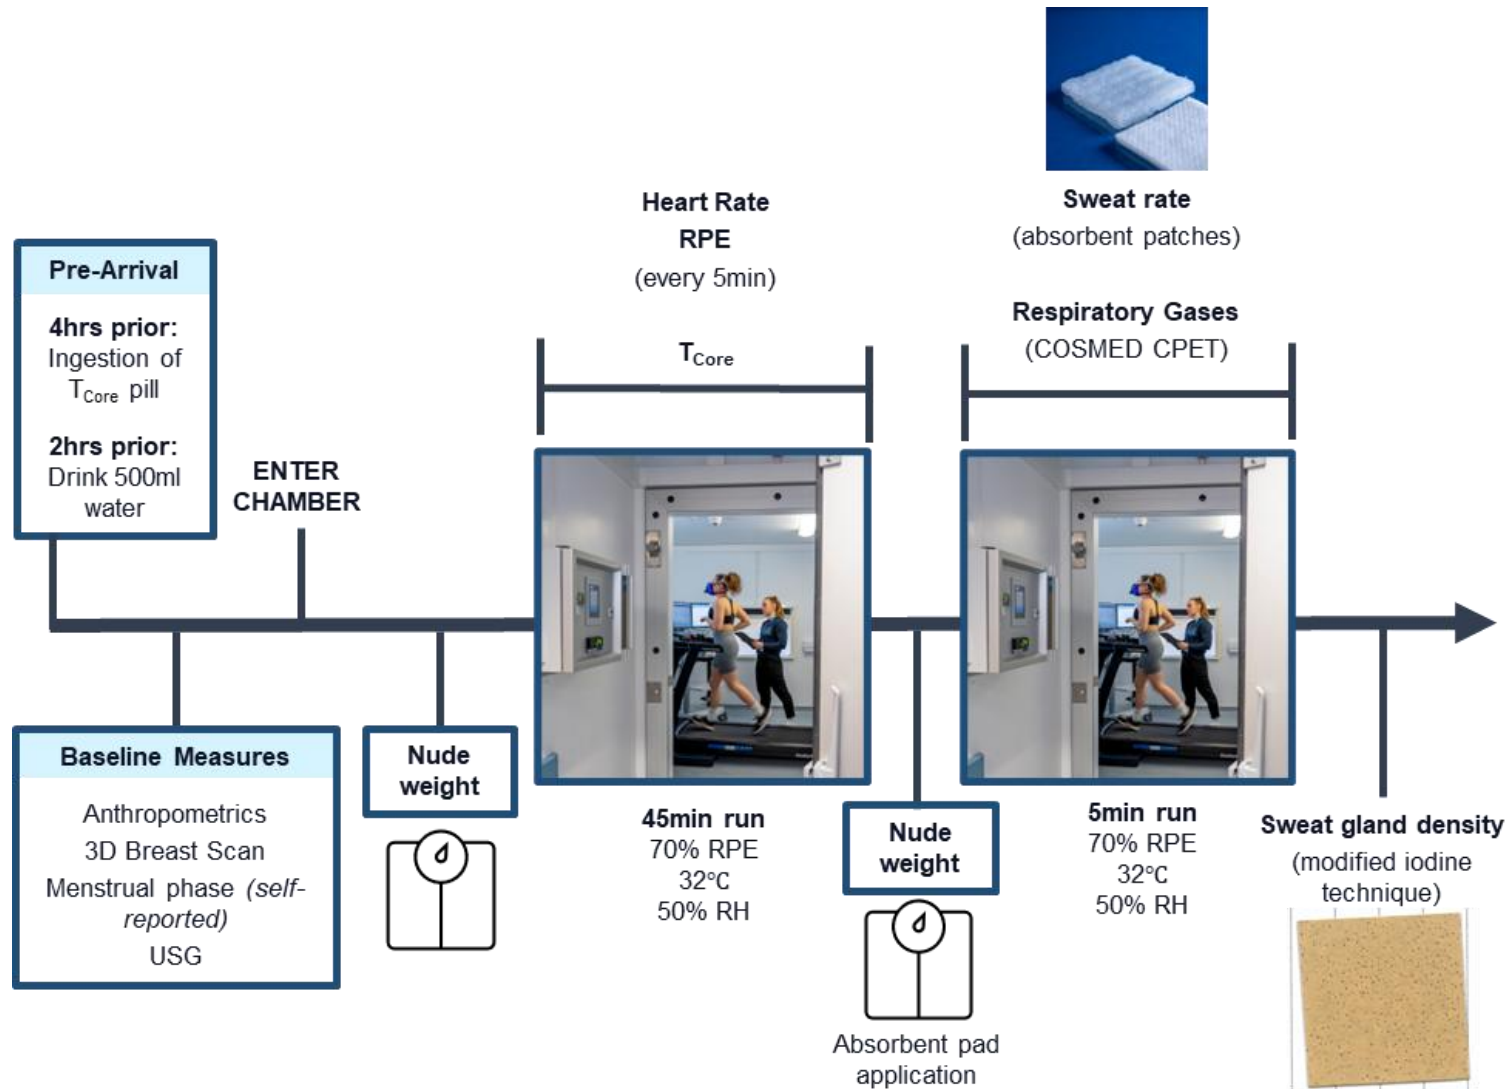 Pre-Arrival
4hrs prior:
Ingestion of
T_Core pill
2hrs prior:
Drink 500ml
water
ENTER
CHAMBER
Baseline Measures
Anthropometrics
3D Breast Scan
Menstrual phase (self-
reported)
USG
Nude
weight
Heart Rate
RPE
(every 5min)
T_Core
45min run
70% RPE
32°C
50% RH
Nude
weight
Absorbent pad
application
Sweat rate
(absorbent patches)
Respiratory Gases
(COSMED CPET)
5min run
70% RPE
32°C
50% RH
Sweat gland density
(modified iodine
technique)